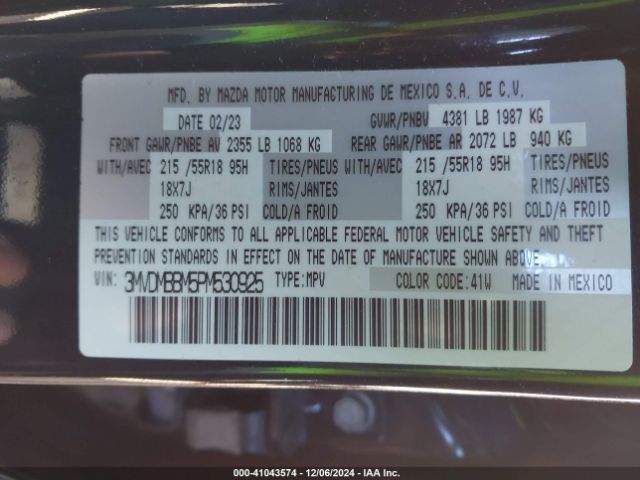 MFD. BY MAZDA MOTOR MANUFACTURING DE MEXICO S.A. DE C.V.
DATE 02/23 GVWR/PNBV 4381 LB 1987 KG
FRONT GAWR/PNBE AV 2355 LB 1068 KG REAR GAWR/PNBE AR 2072 LB 940 KG
WITH/AVEC 215 /55R18 95H TIRES/PNEUS WITH/AVEC 215 /55R18 95H TIRES/PNEUS
18X7J RIMS/JANTES 18X7J RIMS/JANTES
250 KPA/36 PSI COLD/A FROID 250 KPA/36 PSI COLD/A FROID
THIS VEHICLE CONFORMS TO ALL APPLICABLE FEDERAL MOTOR VEHICLE SAFETY AND THEFT
PREVENTION STANDARDS IN EFFECT ON THE DATE OF MANUFACTURE SHOWN ABOVE.
VIN: 3MVDMBBM5PM530925 TYPE:MPV COLOR CODE:41W MADE IN MEXICO
000-41043574 - 12/06/2024 - IAA Inc.